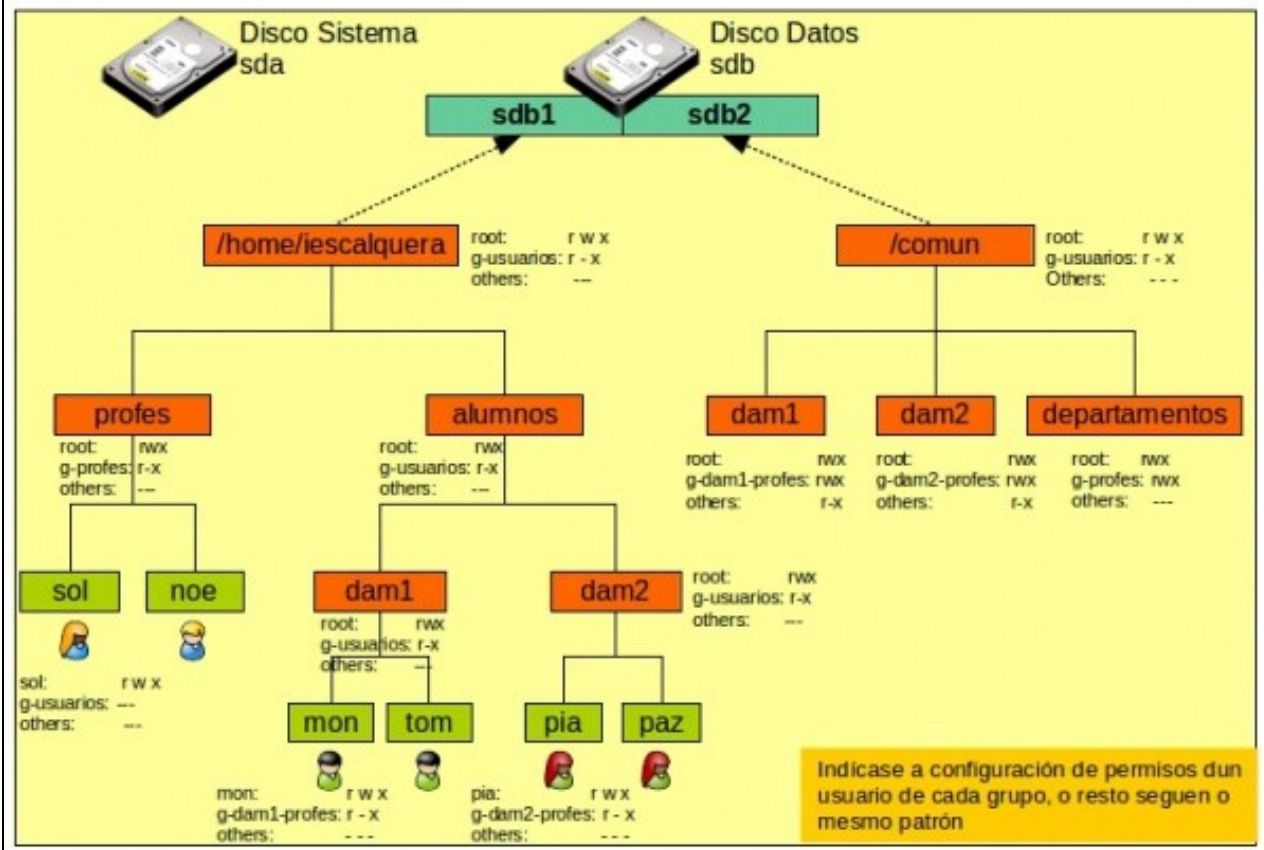 Disco Sistema
sda
Disco Datos
sdb
sdb1
sdb2
/home/iescalquera
root: r w x
g-usuarios: r - x
others: ---
/comun
root: r w x
g-usuarios: r - x
Others: - - -
profes
root: rwx
g-profes: r-x
others: ---
alumnos
root: rwx
g-usuarios: r-x
others: ---
dam1
root: rwx
g-dam1-profes: rwx
others: r-x
dam2
root: rwx
g-dam2-profes: rwx
others: r-x
departamentos
root: rwx
g-profes: rwx
others: ---
sol
noe
sol: r w x
g-usuarios: ---
others: ---
dam1
root: rwx
g-usuarios: r-x
others: ---
dam2
root: rwx
g-usuarios: r-x
others: ---
mon
tom
mon: r w x
g-dam1-profes: r - x
others: - - -
pia
paz
pia: r w x
g-dam2-profes: r - x
others: - - -
Indícase a configuración de permisos dun
usuario de cada grupo, o resto seguen o
mesmo patrón